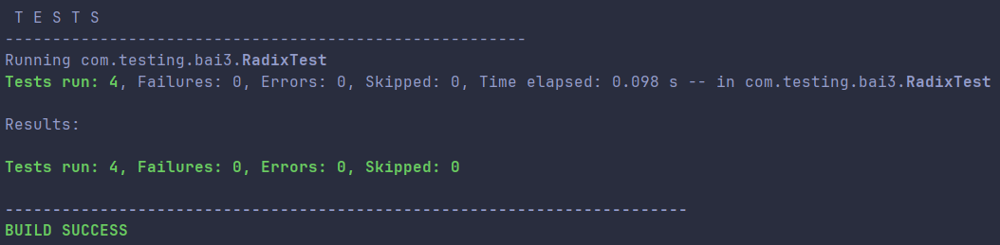 T E S T S
-------------------------------------------------------
Running com.testing.bai3.RadixTest
Tests run: 4, Failures: 0, Errors: 0, Skipped: 0, Time elapsed: 0.098 s -- in com.testing.bai3.RadixTest
Results:
Tests run: 4, Failures: 0, Errors: 0, Skipped: 0
------------------------------------------------------------------------
BUILD SUCCESS